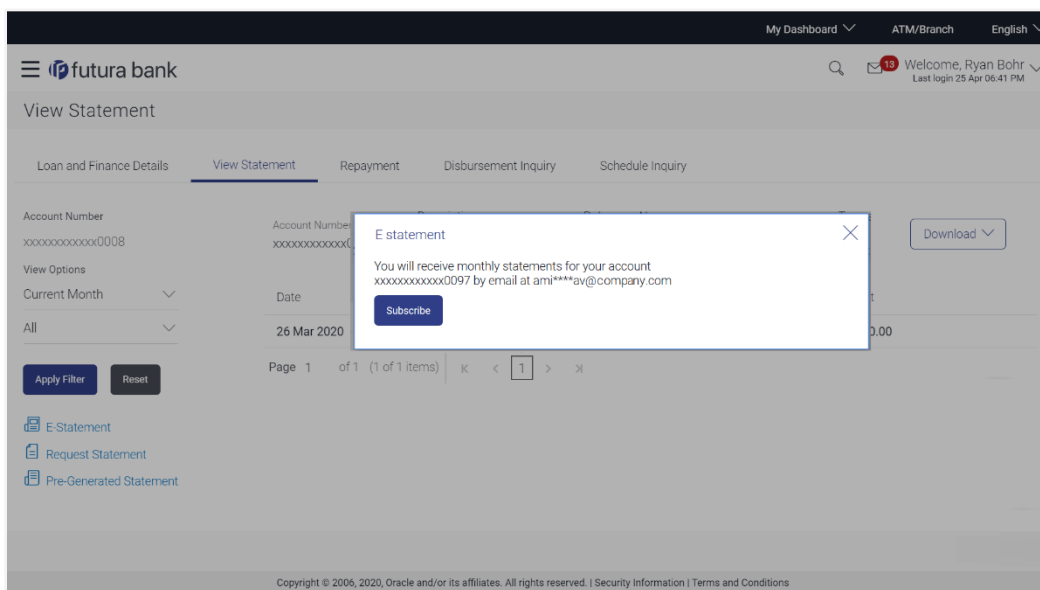 My Dashboard ATM/Branch English
futura bank
13 Welcome, Ryan Bohr
Last login 25 Apr 06:41 PM
View Statement
Loan and Finance Details View Statement Repayment Disbursement Inquiry Schedule Inquiry
Account Number
xxxxxxxxxxxx0008
View Options
Current Month
All
Apply Filter Reset
E-Statement
Request Statement
Pre-Generated Statement
Account Number
Download
E statement
You will receive monthly statements for your account
xxxxxxxxxxxx0097 by email at ami****av@company.com
Subscribe
Date
26 Mar 2020
Page 1 of 1 (1 of 1 items) K < 1 > >|
Copyright © 2006, 2020, Oracle and/or its affiliates. All rights reserved. | Security Information | Terms and Conditions